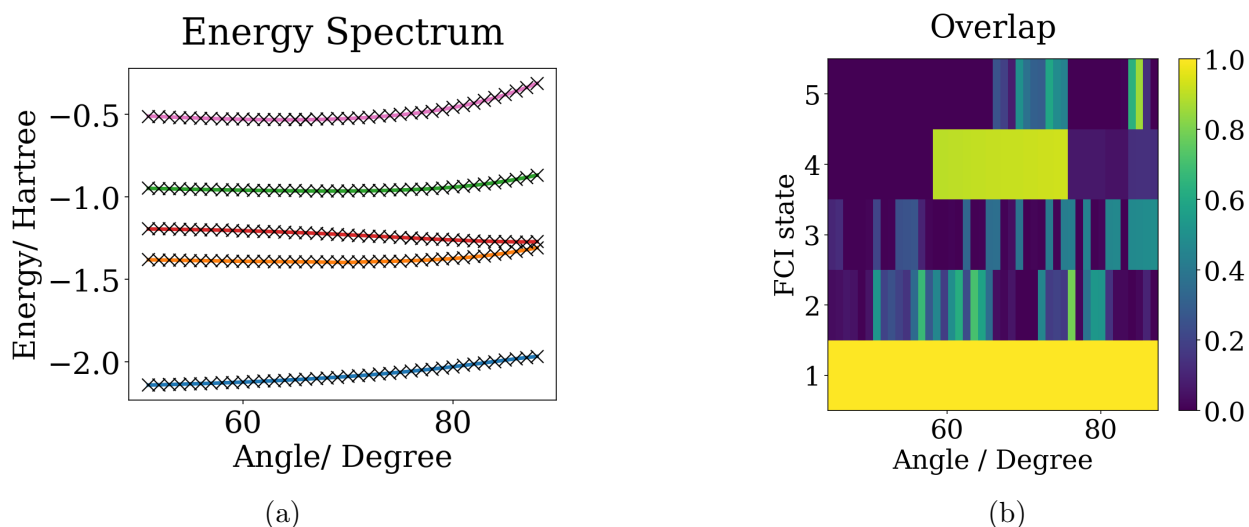 Energy Spectrum
Energy/ Hartree
−0.5
−1.0
−1.5
−2.0
60
80
Angle/ Degree
(a)
Overlap
FCI state
5
4
3
2
1
60
80
Angle / Degree
1.0
0.8
0.6
0.4
0.2
0.0
(b)